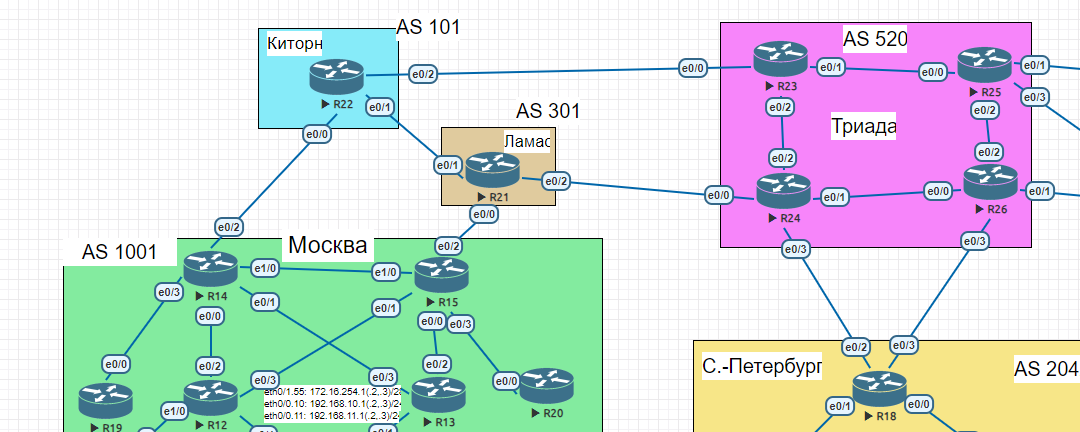 AS 101
AS 520
Киторн
e0/2
e0/0
e0/1
e0/0
e0/1
R22
R23
R25
e0/1
e0/3
e0/0
AS 301
e0/2
e0/2
Триада
Ламас
e0/1
e0/2
e0/2
e0/2
R21
e0/0
e0/0
e0/1
e0/0
e0/1
R24
R26
e0/2
AS 1001
Москва
e0/2
e0/3
e0/3
e1/0
e1/0
R14
R15
e0/3
e0/1
e0/1
e0/0
e0/0
e0/3
e0/2
e0/3
С.-Петербург
AS 204
e0/0
e0/2
e0/3
e0/3
e0/2
e0/0
R18
e0/1
e0/0
eth0/1.55: 172.16.254.1(.2,.3)/2
eth0/0.10: 192.168.10.1(.2,.3)/2
eth0/0.11: 192.168.11.1(.2,.3)/2
e1/0
R19
R12
R13
R20